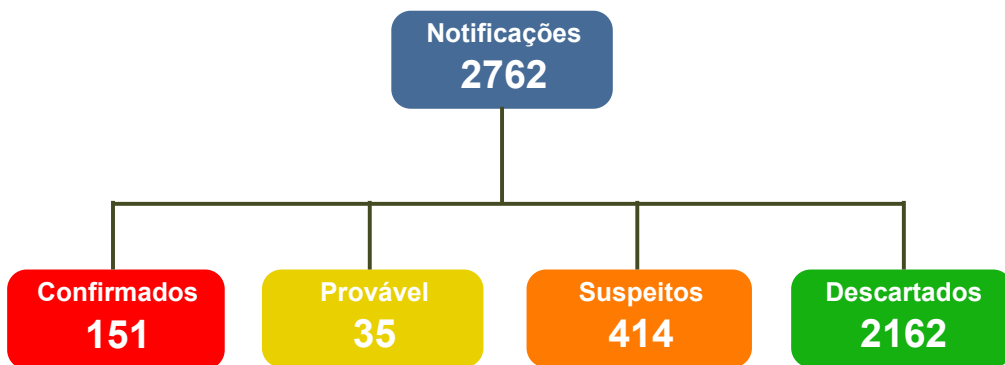 Notificações
2762
Confirmados
151
Provável
35
Suspeitos
414
Descartados
2162